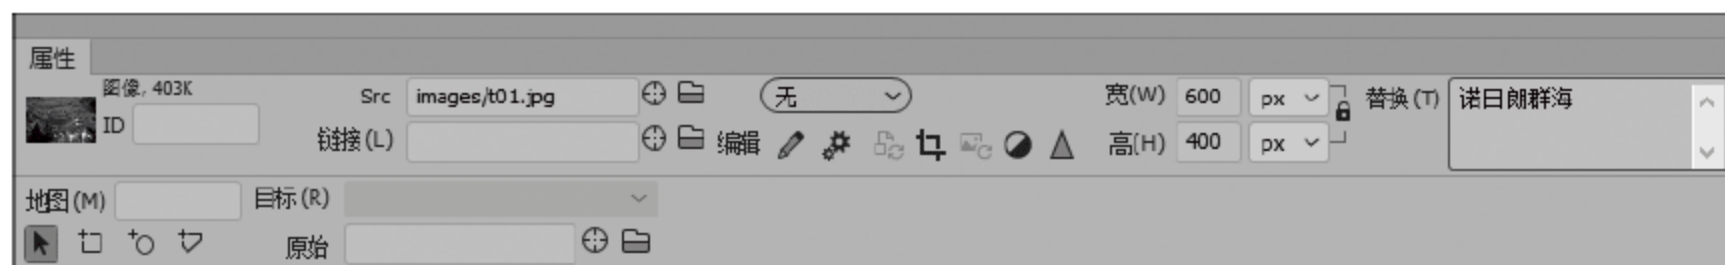 属性
图像, 403K
Src images/t01.jpg 无 宽(W) 600 px 替换(T) 诺日朗群海
ID
链接(L) 编辑 高(H) 400 px
地图(M) 目标(R)
原始